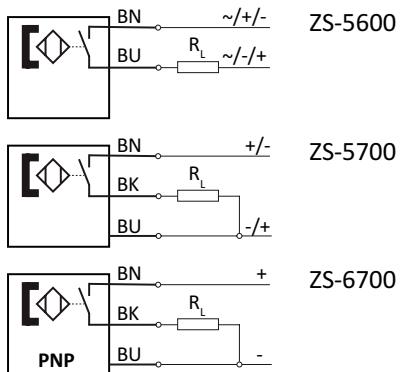 BN ~/+/- ZS-5600
BU RL ~/-/+
BN +/- ZS-5700
BK RL
BU -/+
BN + ZS-6700
BK RL
PNP BU -